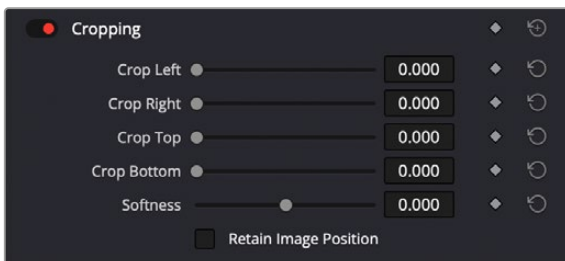 Cropping
Crop Left 0.000
Crop Right 0.000
Crop Top 0.000
Crop Bottom 0.000
Softness 0.000
Retain Image Position